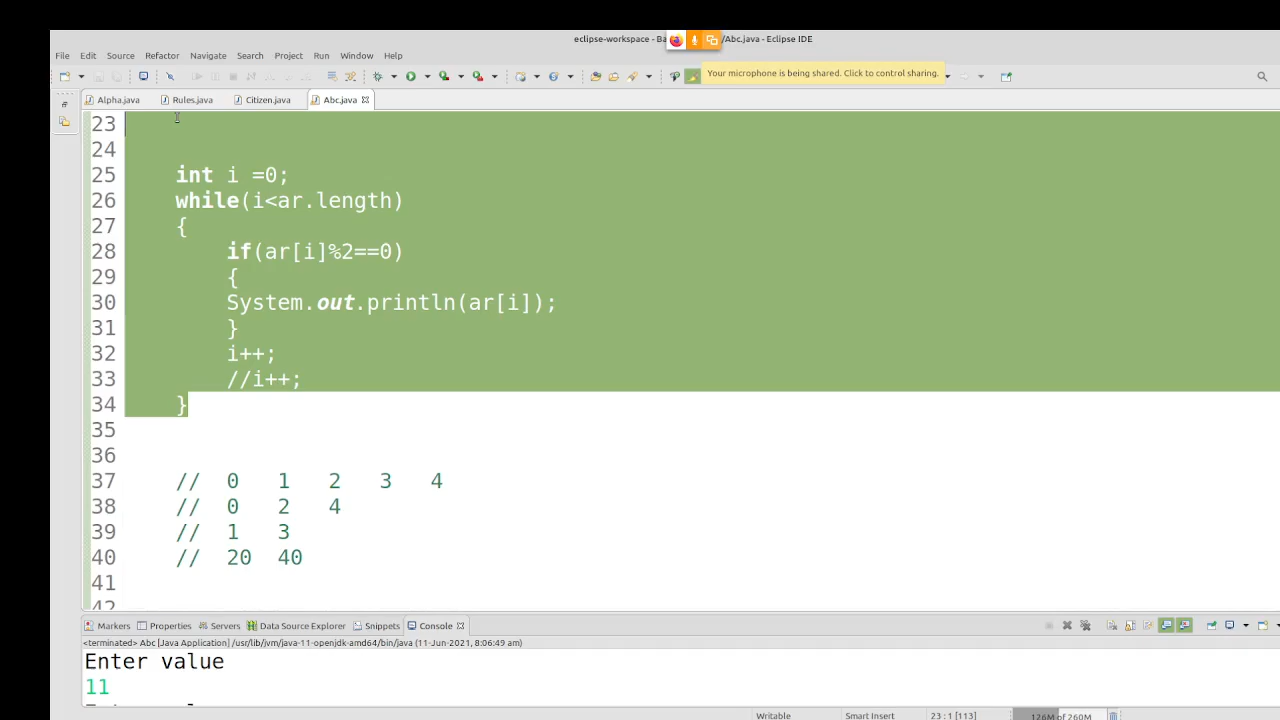 eclipse-workspace - Ba /Abc.java - Eclipse IDE
File Edit Source Refactor Navigate Search Project Run Window Help
Your microphone is being shared. Click to control sharing.
Alpha.java Rules.java Citizen.java Abc.java
23
24
25 int i =0;
26 while(i<ar.length)
27 {
28 if(ar[i]%2==0)
29 {
30 System.out.println(ar[i]);
31 }
32 i++;
33 //i++;
34 }
35
36
37 // 0 1 2 3 4
38 // 0 2 4
39 // 1 3
40 // 20 40
41
42
Markers Properties Servers Data Source Explorer Snippets Console
<terminated> Abc [Java Application] /usr/lib/jvm/java-11-openjdk-amd64/bin/java (11-Jun-2021, 8:06:49 am)
Enter value
11
Writable Smart Insert 23 : 1 [113] 126M of 260M